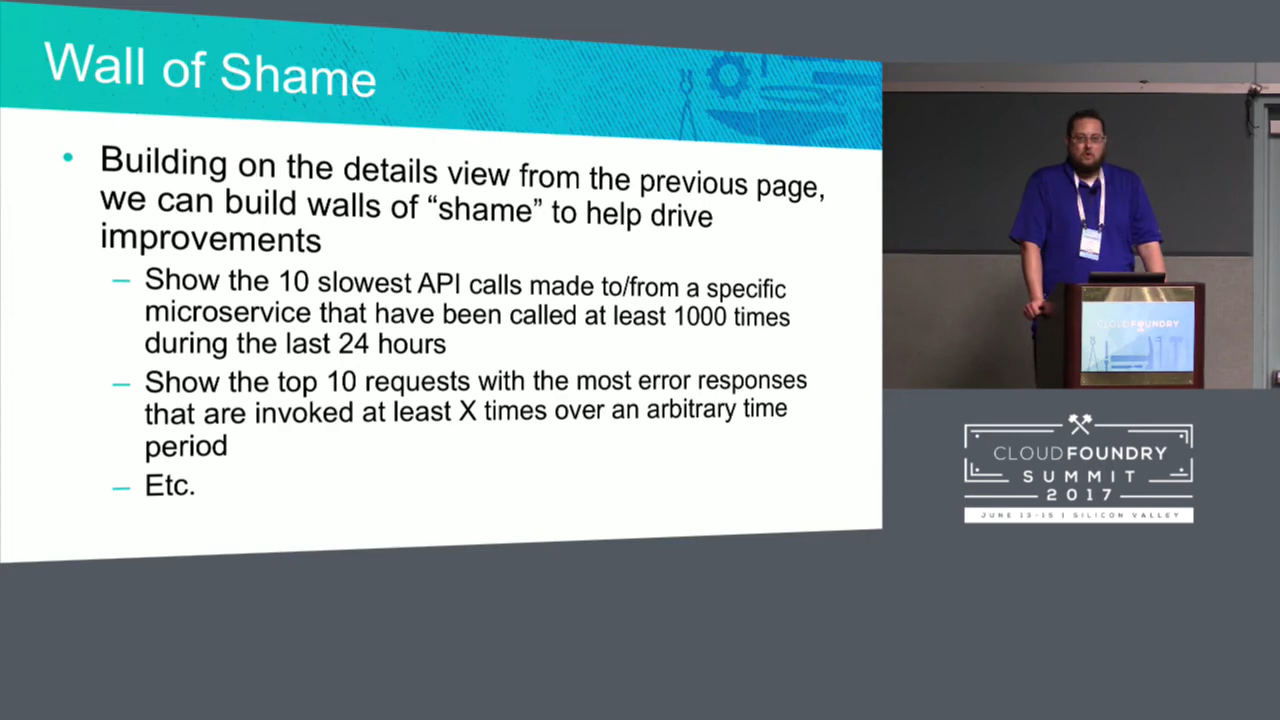 Wall of Shame
• Building on the details view from the previous page,
we can build walls of “shame” to help drive
improvements
– Show the 10 slowest API calls made to/from a specific
microservice that have been called at least 1000 times
during the last 24 hours
– Show the top 10 requests with the most error responses
that are invoked at least X times over an arbitrary time
period
– Etc.
CLOUDFOUNDRY
CLOUDFOUNDRY
SUMMIT
2017
JUNE 13-15 | SILICON VALLEY